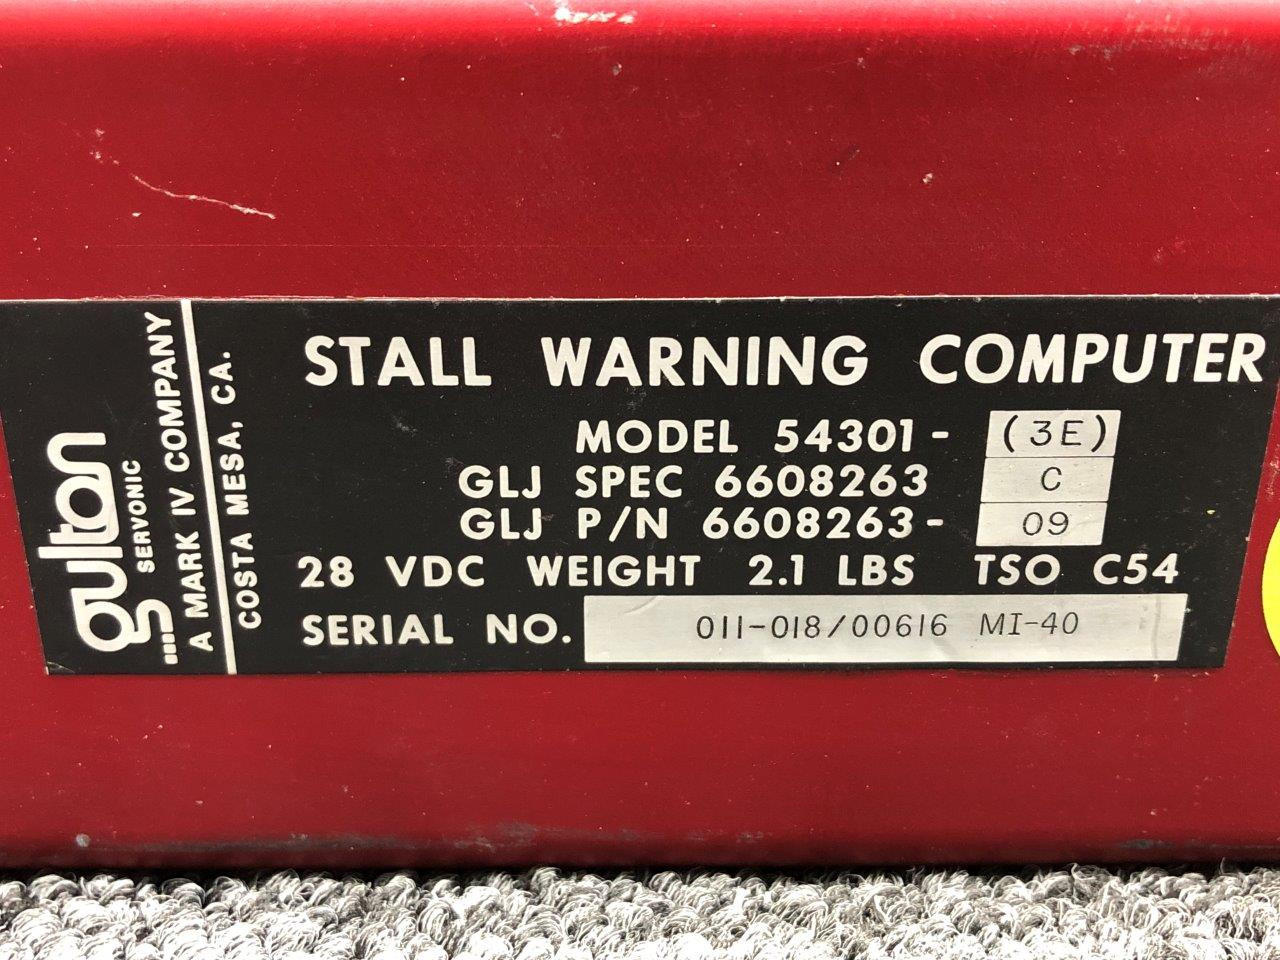 gulton
SERVONIC
A MARK IV COMPANY
COSTA MESA, CA.
STALL WARNING COMPUTER
MODEL 54301- (3E)
GLJ SPEC 6608263 C
GLJ P/N 6608263- 09
28 VDC WEIGHT 2.1 LBS TSO C54
SERIAL NO. 011-018/00616 MI-40